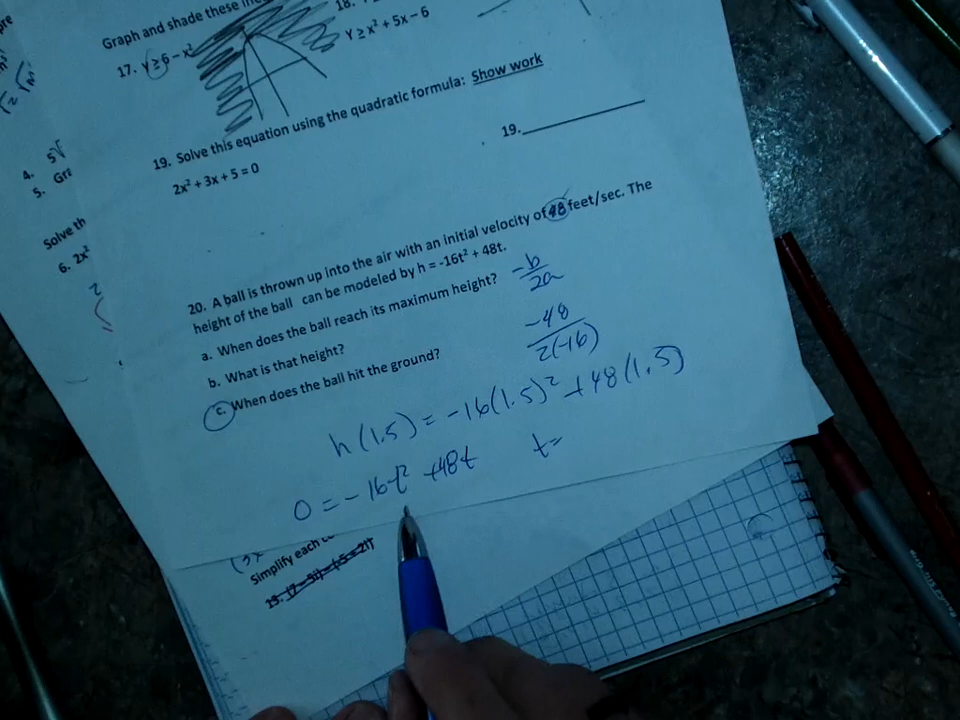 Graph and shade these
18.
17. Y ≥ 6 – x²
Y ≥ x² + 5x – 6
4. 5√
5. Gra
19. Solve this equation using the quadratic formula: Show work
19.
2x² + 3x + 5 = 0
Solve th
6. 2x²
20. A ball is thrown up into the air with an initial velocity of 48 feet/sec. The
height of the ball can be modeled by h = -16t² + 48t.
a. When does the ball reach its maximum height?
-b/2a
b. What is that height?
-48/2(-16)
c. When does the ball hit the ground?
h(1.5) = -16(1.5)² + 48(1.5)
0 = -16t² + 48t
t=
Simplify each